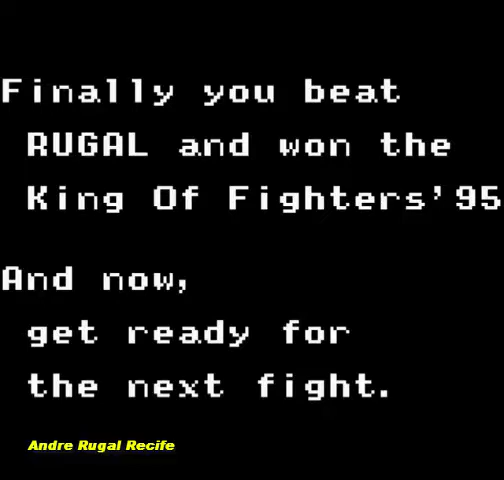 Finally you beat
RUGAL and won the
King Of Fighters'95
And now,
get ready for
the next fight.
Andre Rugal Recife